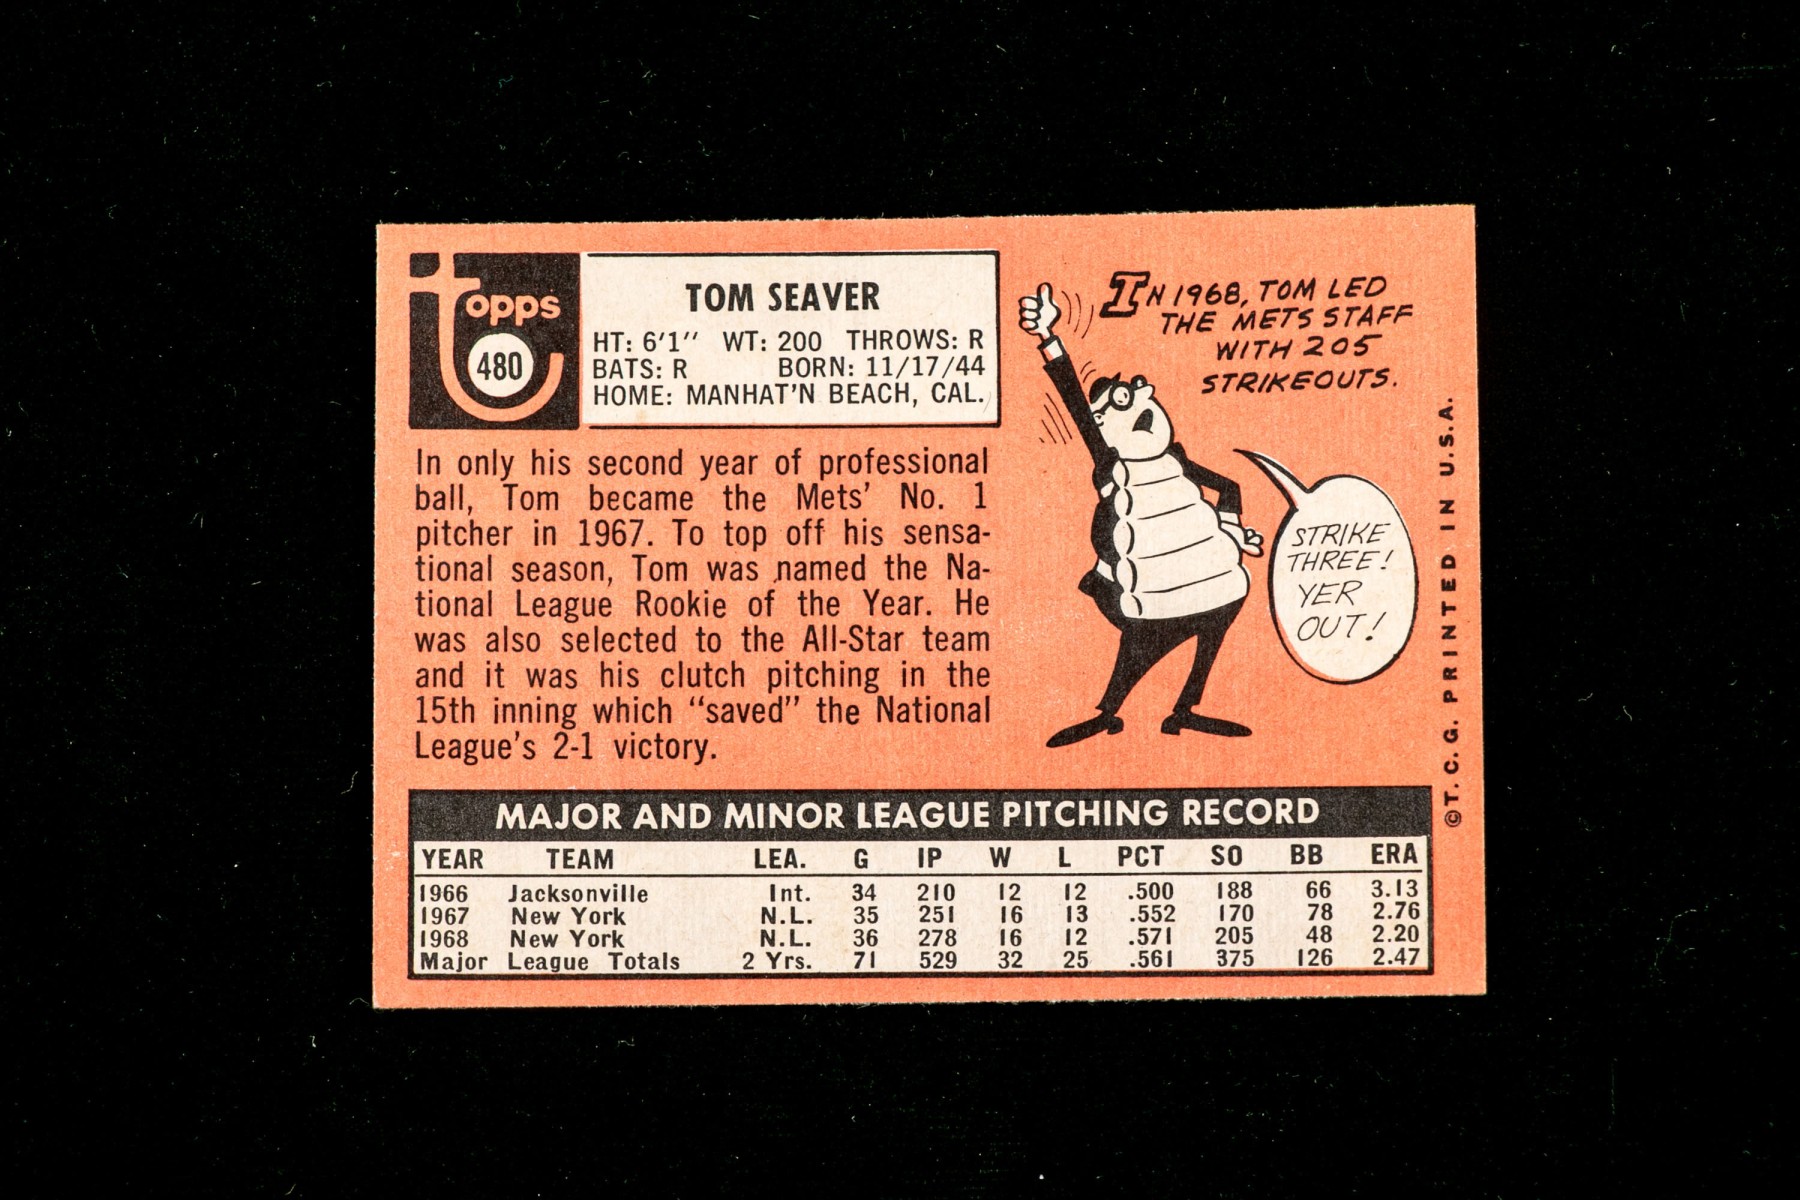 topps
480
TOM SEAVER
HT: 6'1" WT: 200 THROWS: R
BATS: R BORN: 11/17/44
HOME: MANHAT'N BEACH, CAL.
In only his second year of professional
ball, Tom became the Mets' No. 1
pitcher in 1967. To top off his sensa-
tional season, Tom was named the Na-
tional League Rookie of the Year. He
was also selected to the All-Star team
and it was his clutch pitching in the
15th inning which "saved" the National
League's 2-1 victory.
IN 1968, TOM LED
THE METS STAFF
WITH 205
STRIKEOUTS.
STRIKE
THREE!
YER
OUT!
©T. C. G. PRINTED IN U.S.A.
MAJOR AND MINOR LEAGUE PITCHING RECORD
YEAR TEAM LEA. G IP W L PCT SO BB ERA
1966 Jacksonville Int. 34 210 12 12 .500 188 66 3.13
1967 New York N.L. 35 251 16 13 .552 170 78 2.76
1968 New York N.L. 36 278 16 12 .571 205 48 2.20
Major League Totals 2 Yrs. 71 529 32 25 .561 375 126 2.47